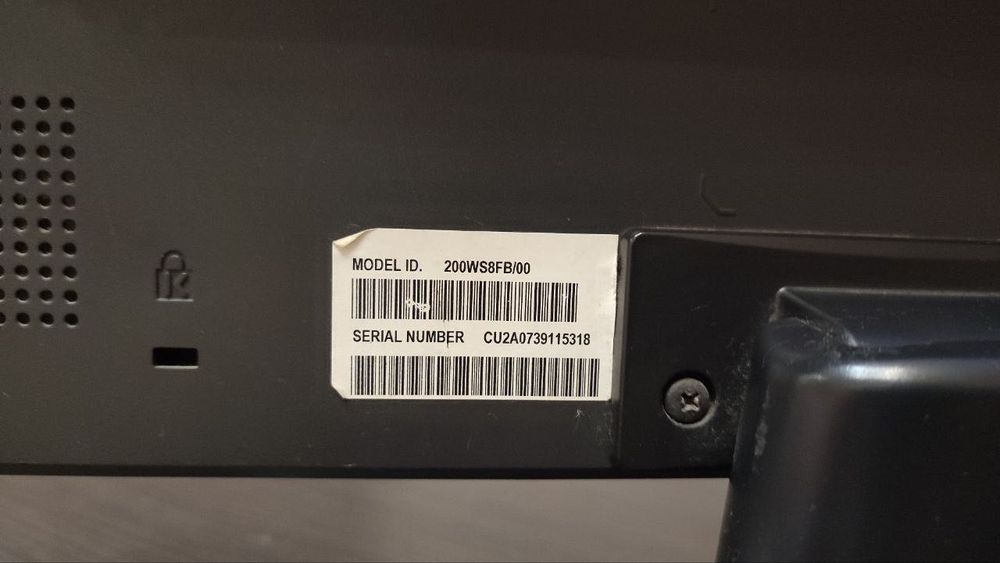 MODEL ID. 200WS8FB/00
SERIAL NUMBER CU2A0739115318